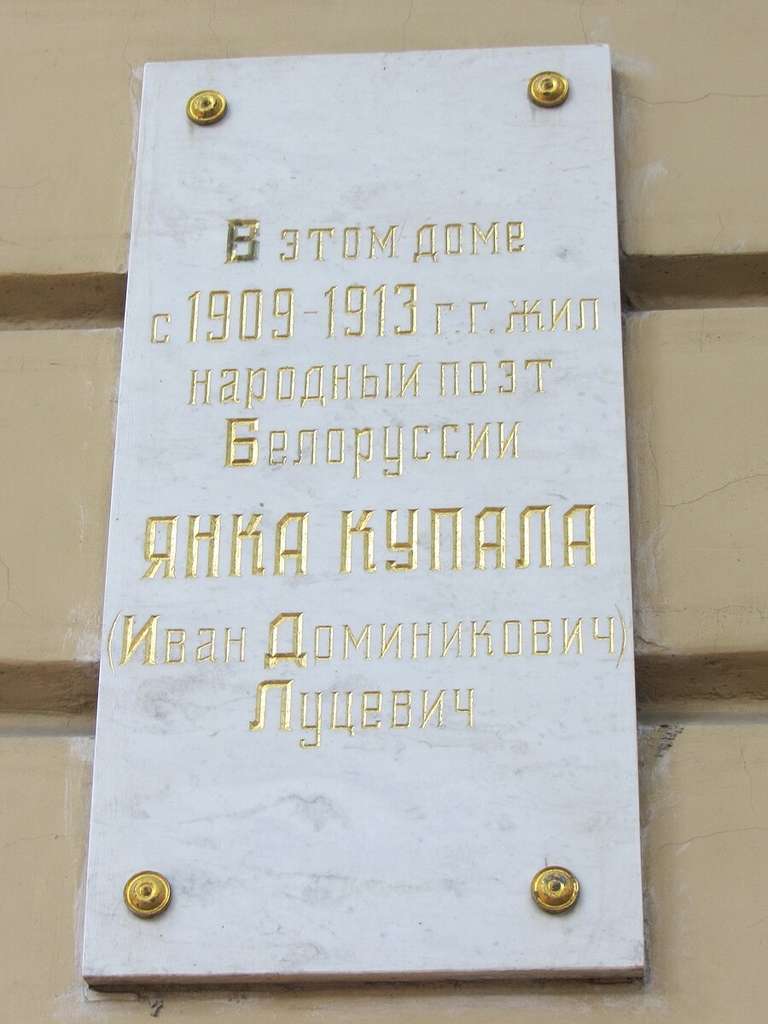 В этом доме
с 1909-1913 г.г. жил
народный поэт
Белоруссии
ЯНКА КУПАЛА
(Иван Доминикович)
Луцевич